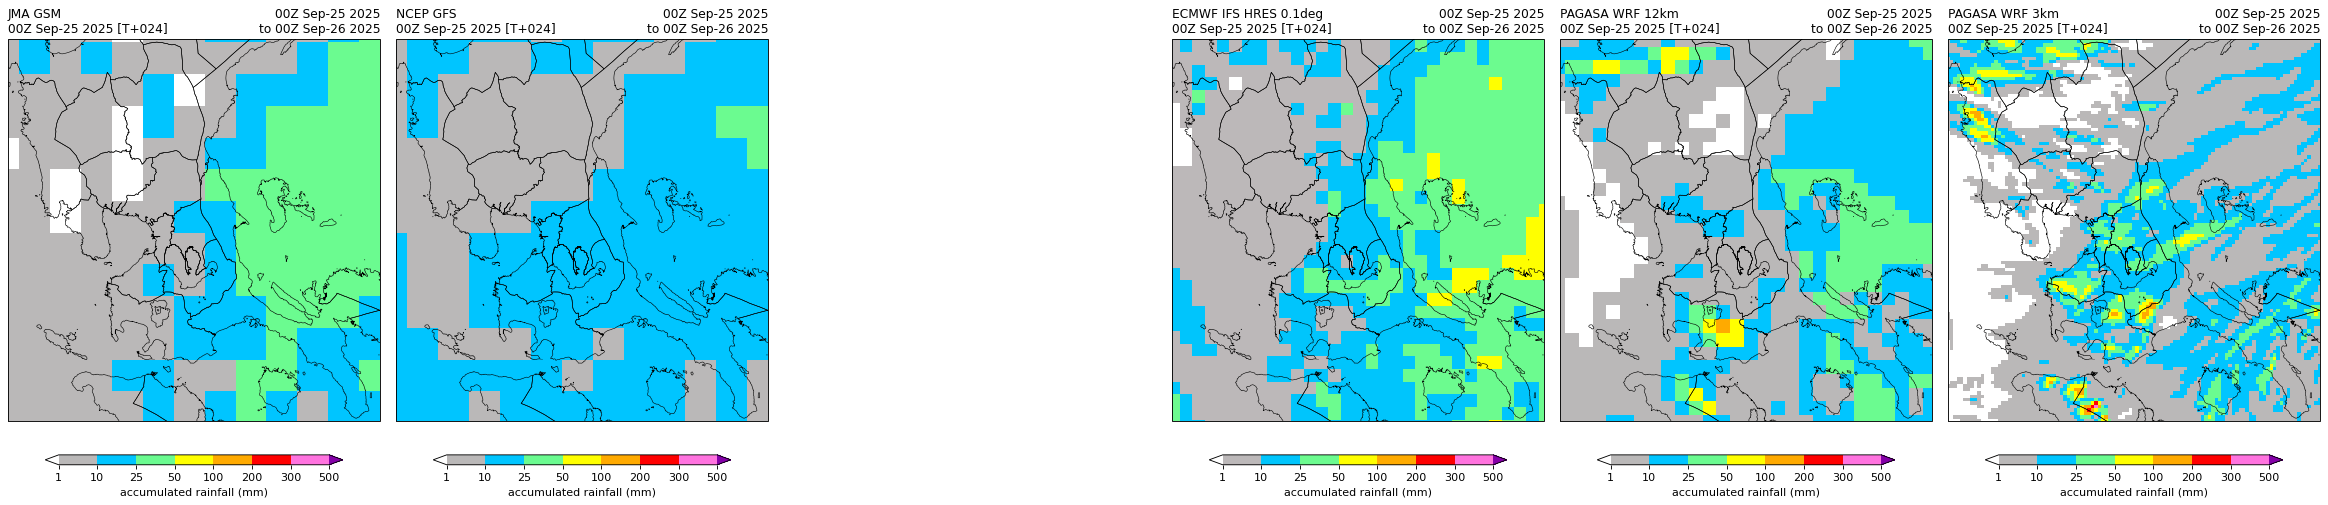 JMA GSM 00Z Sep-25 2025
00Z Sep-25 2025 [T+024] to 00Z Sep-26 2025
1 10 25 50 100 200 300 500
accumulated rainfall (mm)
NCEP GFS 00Z Sep-25 2025
00Z Sep-25 2025 [T+024] to 00Z Sep-26 2025
1 10 25 50 100 200 300 500
accumulated rainfall (mm)
ECMWF IFS HRES 0.1deg 00Z Sep-25 2025
00Z Sep-25 2025 [T+024] to 00Z Sep-26 2025
1 10 25 50 100 200 300 500
accumulated rainfall (mm)
PAGASA WRF 12km 00Z Sep-25 2025
00Z Sep-25 2025 [T+024] to 00Z Sep-26 2025
1 10 25 50 100 200 300 500
accumulated rainfall (mm)
PAGASA WRF 3km 00Z Sep-25 2025
00Z Sep-25 2025 [T+024] to 00Z Sep-26 2025
1 10 25 50 100 200 300 500
accumulated rainfall (mm)